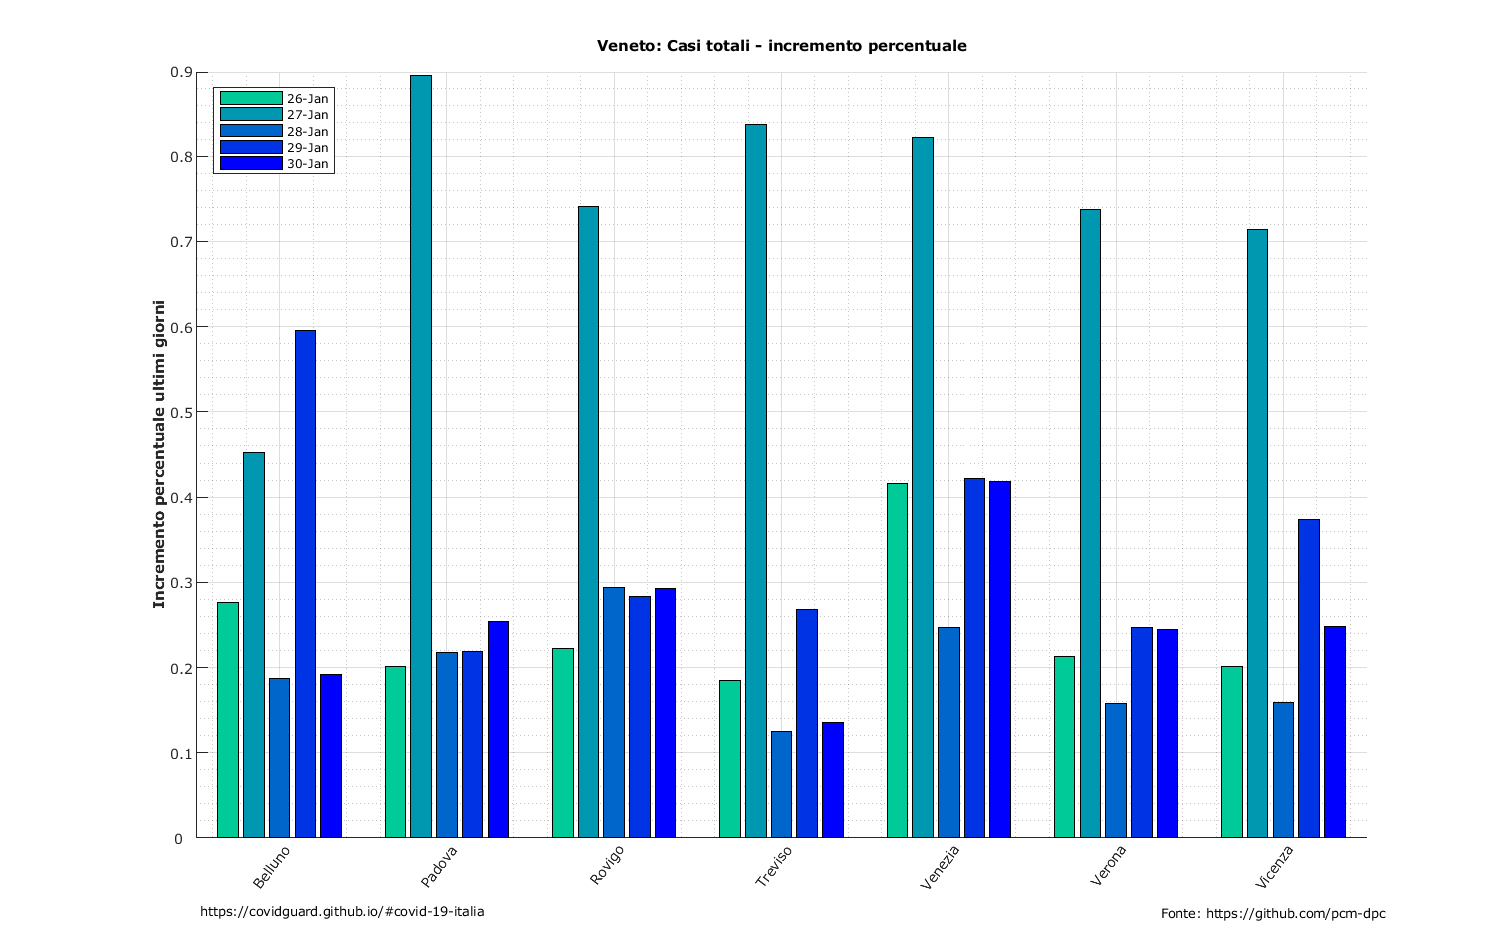 Veneto: Casi totali - incremento percentuale
0.9
0.8
0.7
0.6
0.5
0.4
0.3
0.2
0.1
0
Incremento percentuale ultimi giorni
26-Jan
27-Jan
28-Jan
29-Jan
30-Jan
Belluno
Padova
Rovigo
Treviso
Venezia
Verona
Vicenza
https://covidguard.github.io/#covid-19-italia
Fonte: https://github.com/pcm-dpc